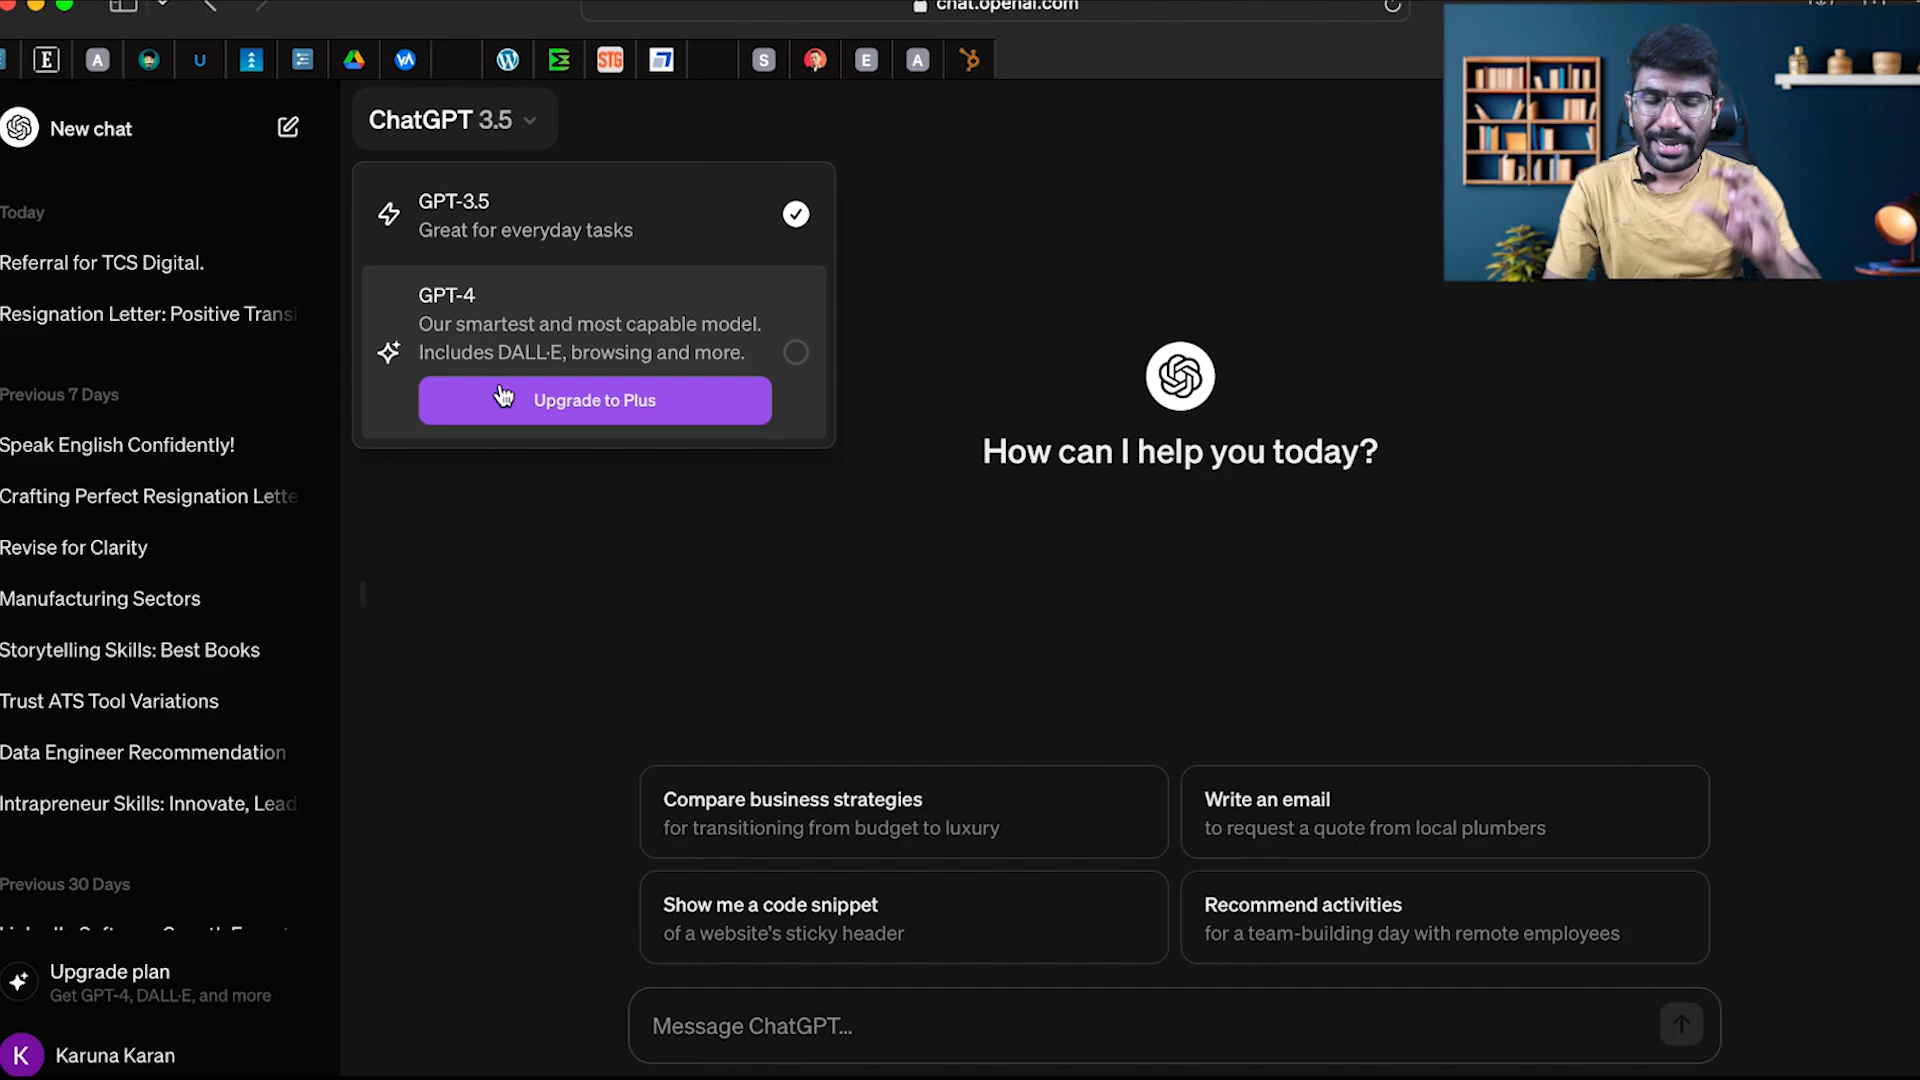 chat.openai.com
E
A
U
STG
S
E
A
New chat
Today
Referral for TCS Digital.
Resignation Letter: Positive Transi
Previous 7 Days
Speak English Confidently!
Crafting Perfect Resignation Lette
Revise for Clarity
Manufacturing Sectors
Storytelling Skills: Best Books
Trust ATS Tool Variations
Data Engineer Recommendation
Intrapreneur Skills: Innovate, Lead
Previous 30 Days
Upgrade plan
Get GPT-4, DALL·E, and more
K
Karuna Karan
ChatGPT 3.5
GPT-3.5
Great for everyday tasks
GPT-4
Our smartest and most capable model.
Includes DALL·E, browsing and more.
Upgrade to Plus
How can I help you today?
Compare business strategies
for transitioning from budget to luxury
Write an email
to request a quote from local plumbers
Show me a code snippet
of a website's sticky header
Recommend activities
for a team-building day with remote employees
Message ChatGPT...